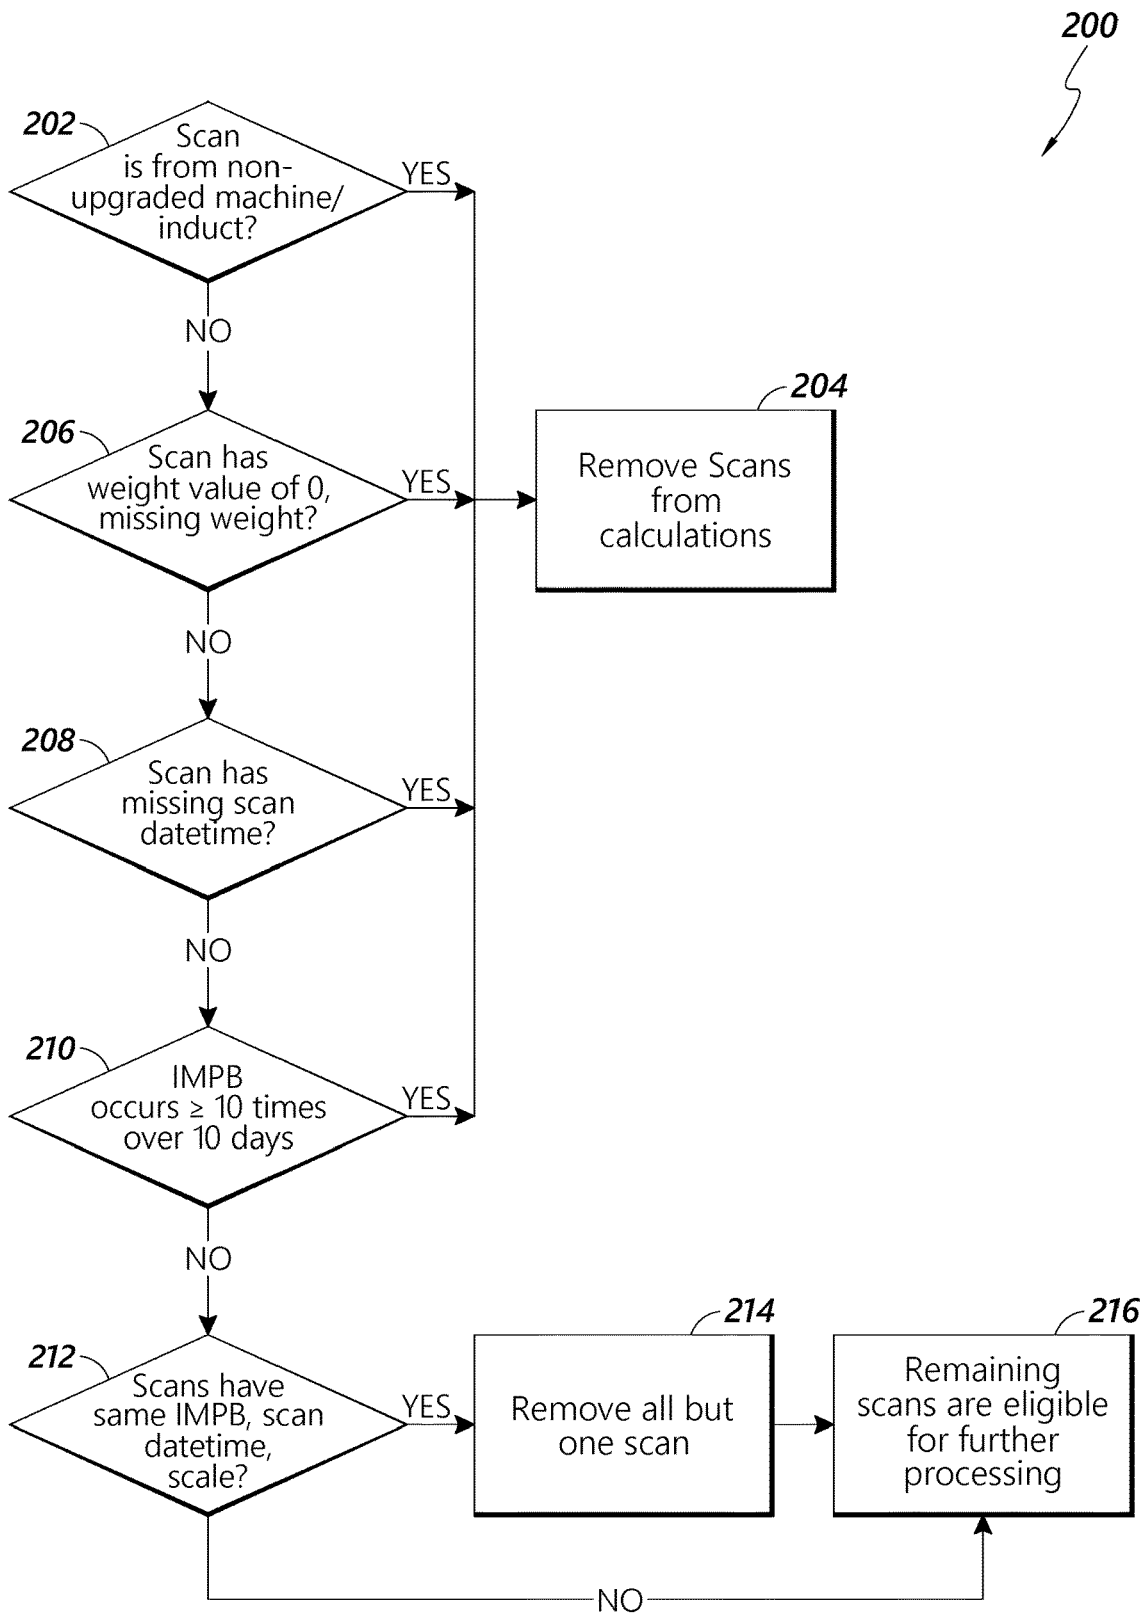 200
202
Scan
is from non-
upgraded machine/
induct?
YES
NO
204
Remove Scans
from
calculations
206
Scan has
weight value of 0,
missing weight?
YES
NO
208
Scan has
missing scan
datetime?
YES
NO
210
IMPB
occurs ≥ 10 times
over 10 days
YES
NO
212
Scans have
same IMPB, scan
datetime,
scale?
YES
214
Remove all but
one scan
216
Remaining
scans are eligible
for further
processing
NO